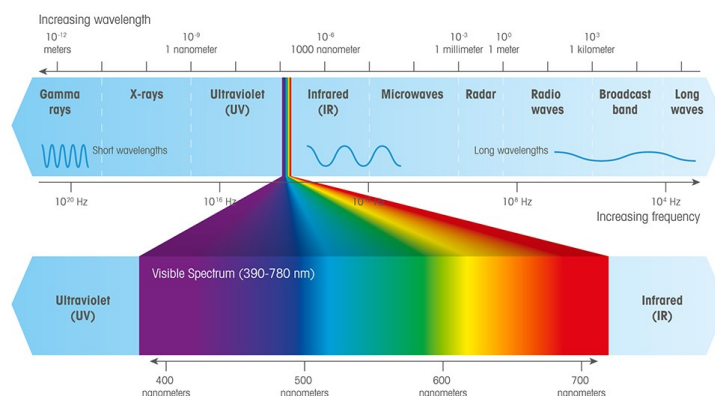 Increasing wavelength
10⁻¹² 10⁻⁹ 10⁻⁶ 10⁻³ 10⁰ 10³
meters 1 nanometer 1000 nanometer 1 millimeter 1 meter 1 kilometer
Gamma rays X-rays Ultraviolet (UV) Infrared (IR) Microwaves Radar Radio waves Broadcast band Long waves
Short wavelengths Long wavelengths
10²⁰ Hz 10¹⁶ Hz 10⁸ Hz 10⁴ Hz
Increasing frequency
Visible Spectrum (390-780 nm)
Ultraviolet (UV) Infrared (IR)
400 500 600 700
nanometers nanometers nanometers nanometers